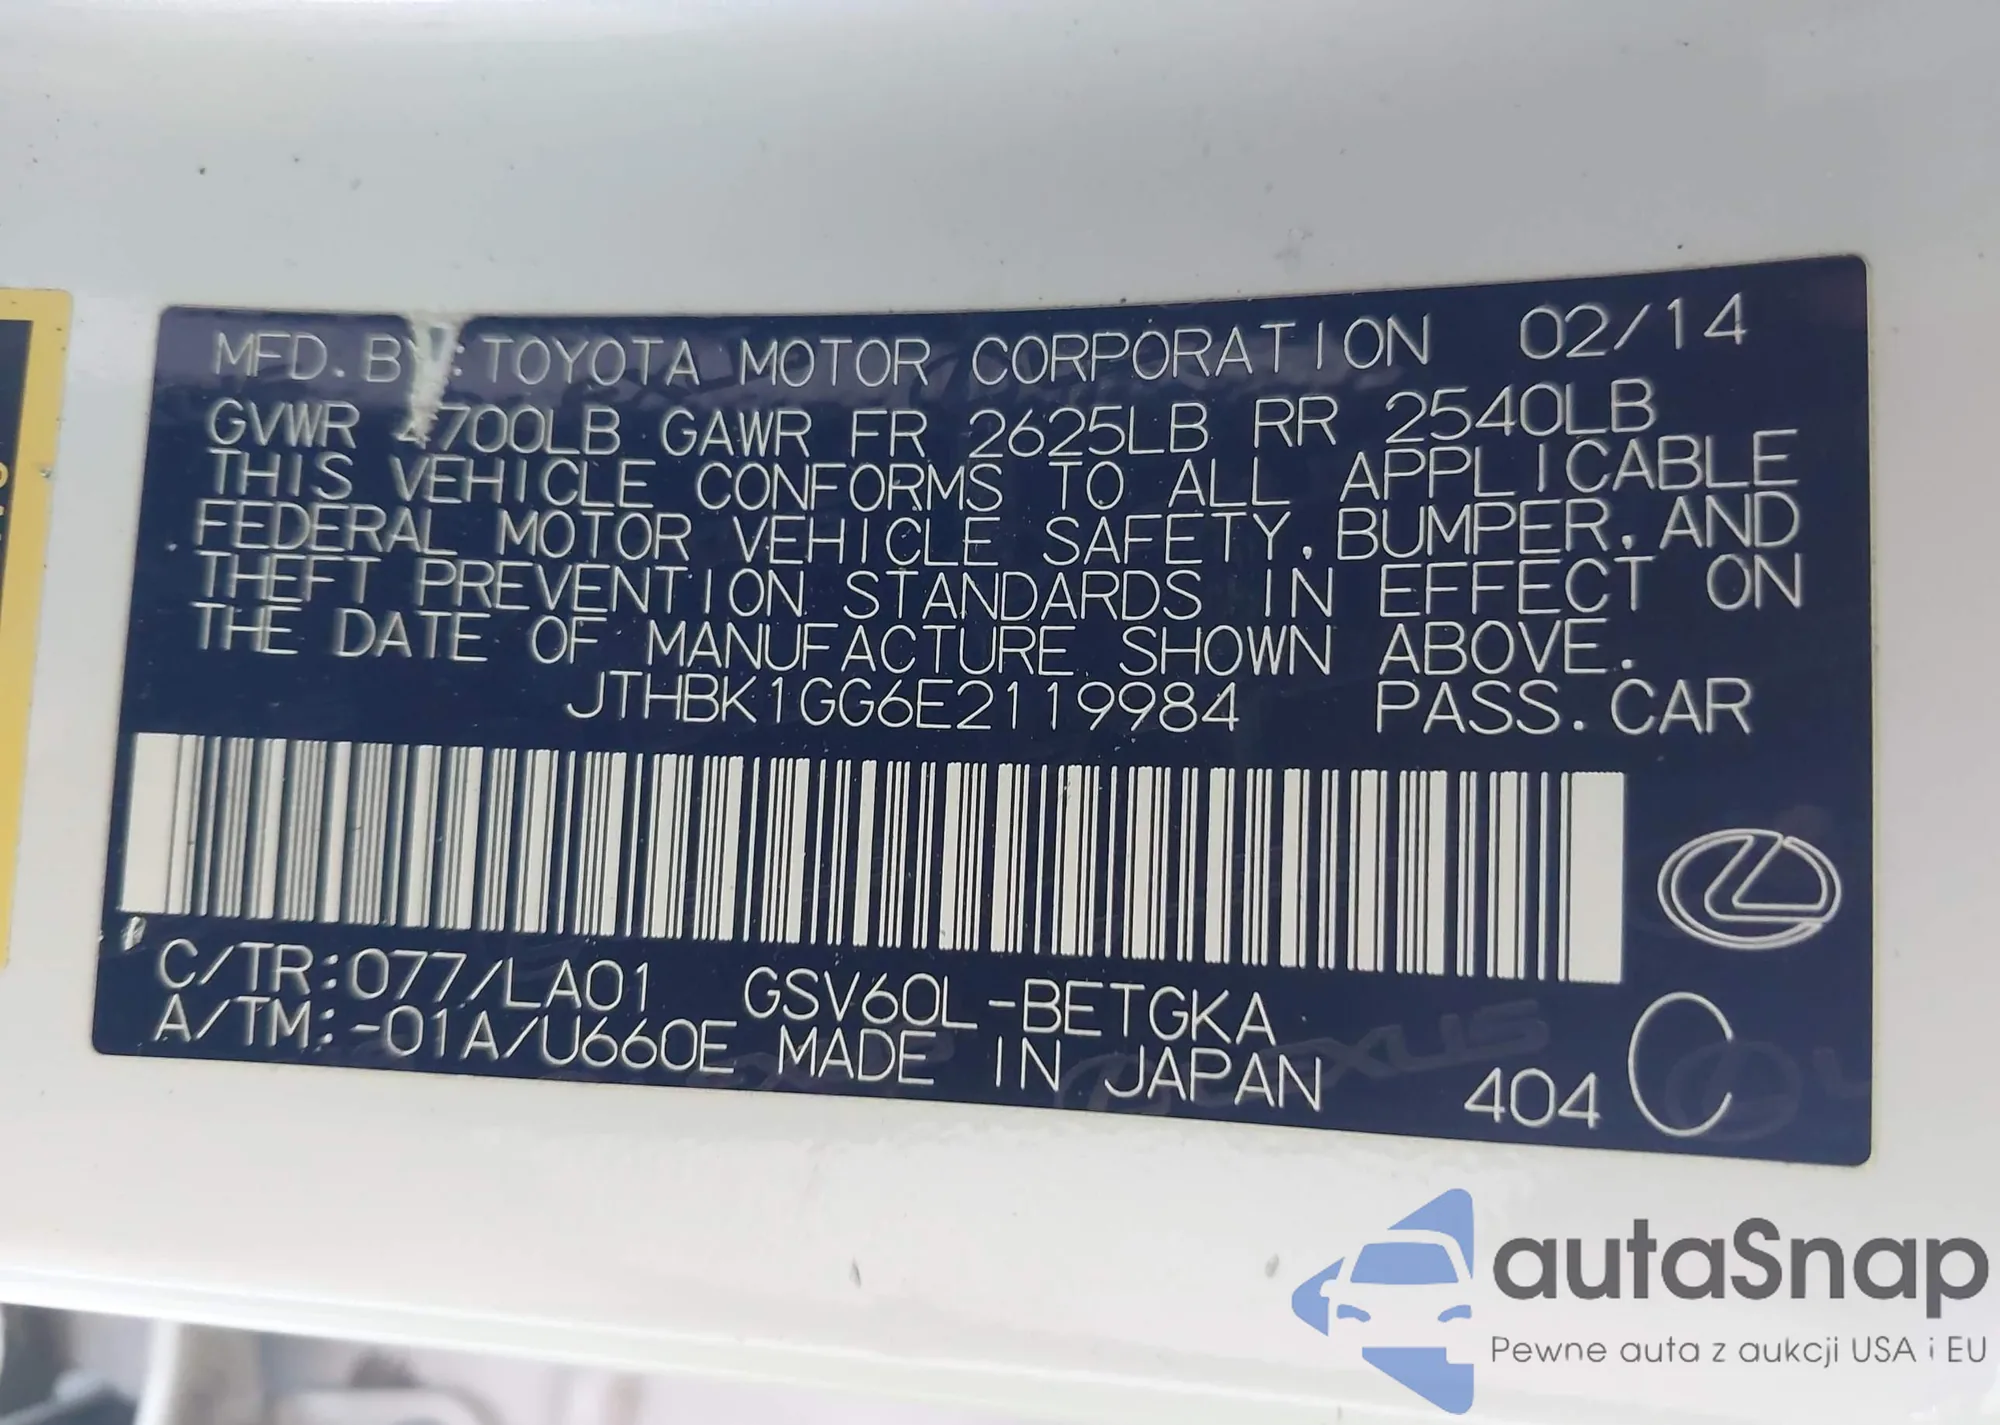 MFD. BY: TOYOTA MOTOR CORPORATION 02/14
GVWR 4700LB GAWR FR 2625LB RR 2540LB
THIS VEHICLE CONFORMS TO ALL APPLICABLE
FEDERAL MOTOR VEHICLE SAFETY, BUMPER, AND
THEFT PREVENTION STANDARDS IN EFFECT ON
THE DATE OF MANUFACTURE SHOWN ABOVE.
JTHBK1GG6E2119984 PASS. CAR
C/TR:077/LA01 GSV60L-BETGKA
A/TM:-01A/U660E MADE IN JAPAN 404 C
LEXUS
autaSnap
Pewne auta z aukcji USA i EU